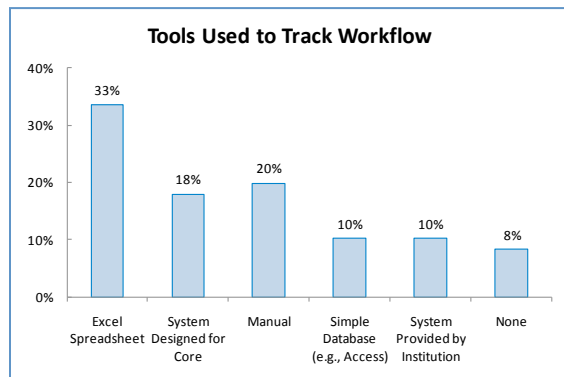 Tools Used to Track Workflow
40%
30%
20%
10%
0%
33%
18%
20%
10%
10%
8%
Excel
Spreadsheet
System
Designed for
Core
Manual
Simple
Database
(e.g., Access)
System
Provided by
Institution
None